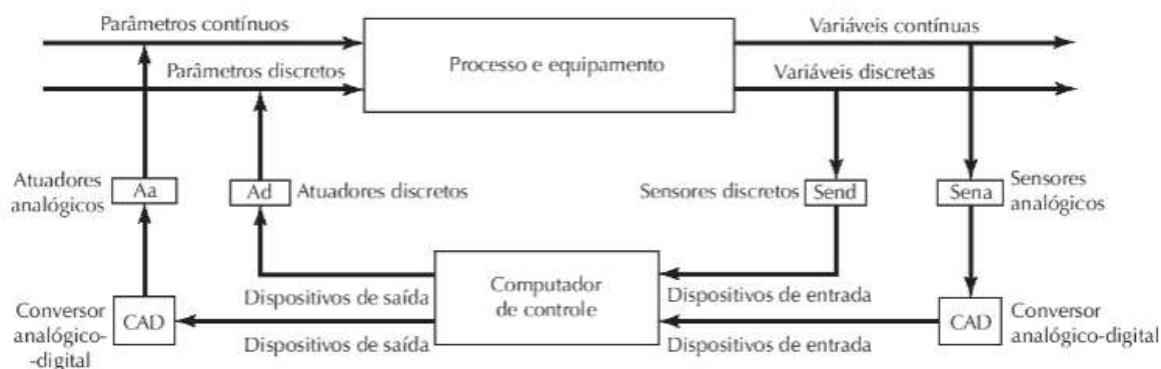 Parâmetros contínuos
Variáveis contínuas
Processo e equipamento
Parâmetros discretos
Variáveis discretas
Atuadores
analógicos
Aa
Ad
Atuadores discretos
Sensores discretos
Send
Sena
Sensores
analógicos
Computador
de controle
Dispositivos de saída
Dispositivos de entrada
Conversor
analógico-
-digital
CAD
Dispositivos de saída
Dispositivos de entrada
CAD
Conversor
analógico-digital